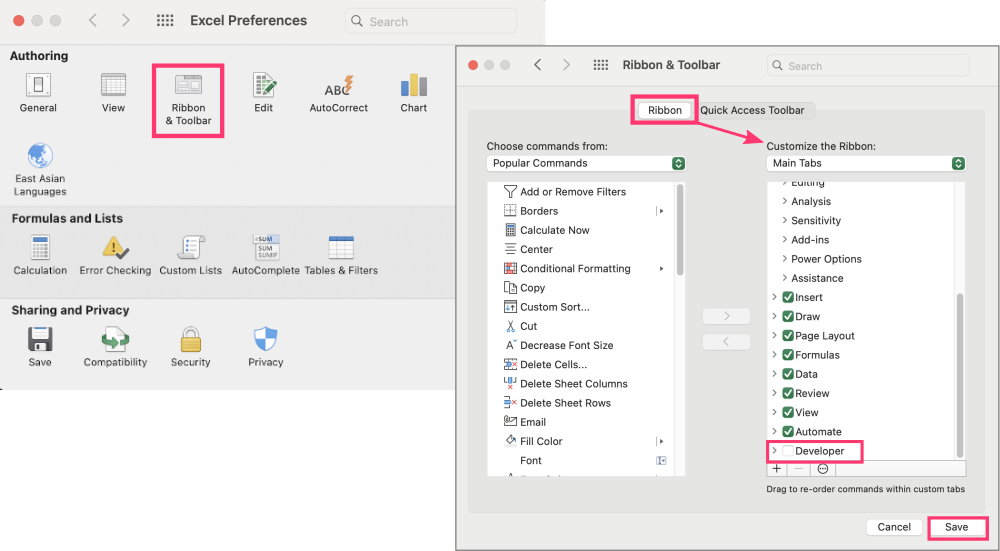 Excel Preferences
Search
Authoring
General
View
Ribbon
& Toolbar
Edit
ABC
AutoCorrect
Chart
East Asian
Languages
Formulas and Lists
Calculation
Error Checking
Custom Lists
=SUM
SUM
SUMIF
AutoComplete
Tables & Filters
Sharing and Privacy
Save
Compatibility
Security
Privacy
Ribbon & Toolbar
Search
Ribbon
Quick Access Toolbar
Choose commands from:
Popular Commands
Add or Remove Filters
Borders
Calculate Now
Center
Conditional Formatting
Copy
Custom Sort...
Cut
Decrease Font Size
Delete Cells...
Delete Sheet Columns
Delete Sheet Rows
Email
Fill Color
Font
Customize the Ribbon:
Main Tabs
Editing
Analysis
Sensitivity
Add-ins
Power Options
Assistance
Insert
Draw
Page Layout
Formulas
Data
Review
View
Automate
Developer
Drag to re-order commands within custom tabs
Cancel
Save